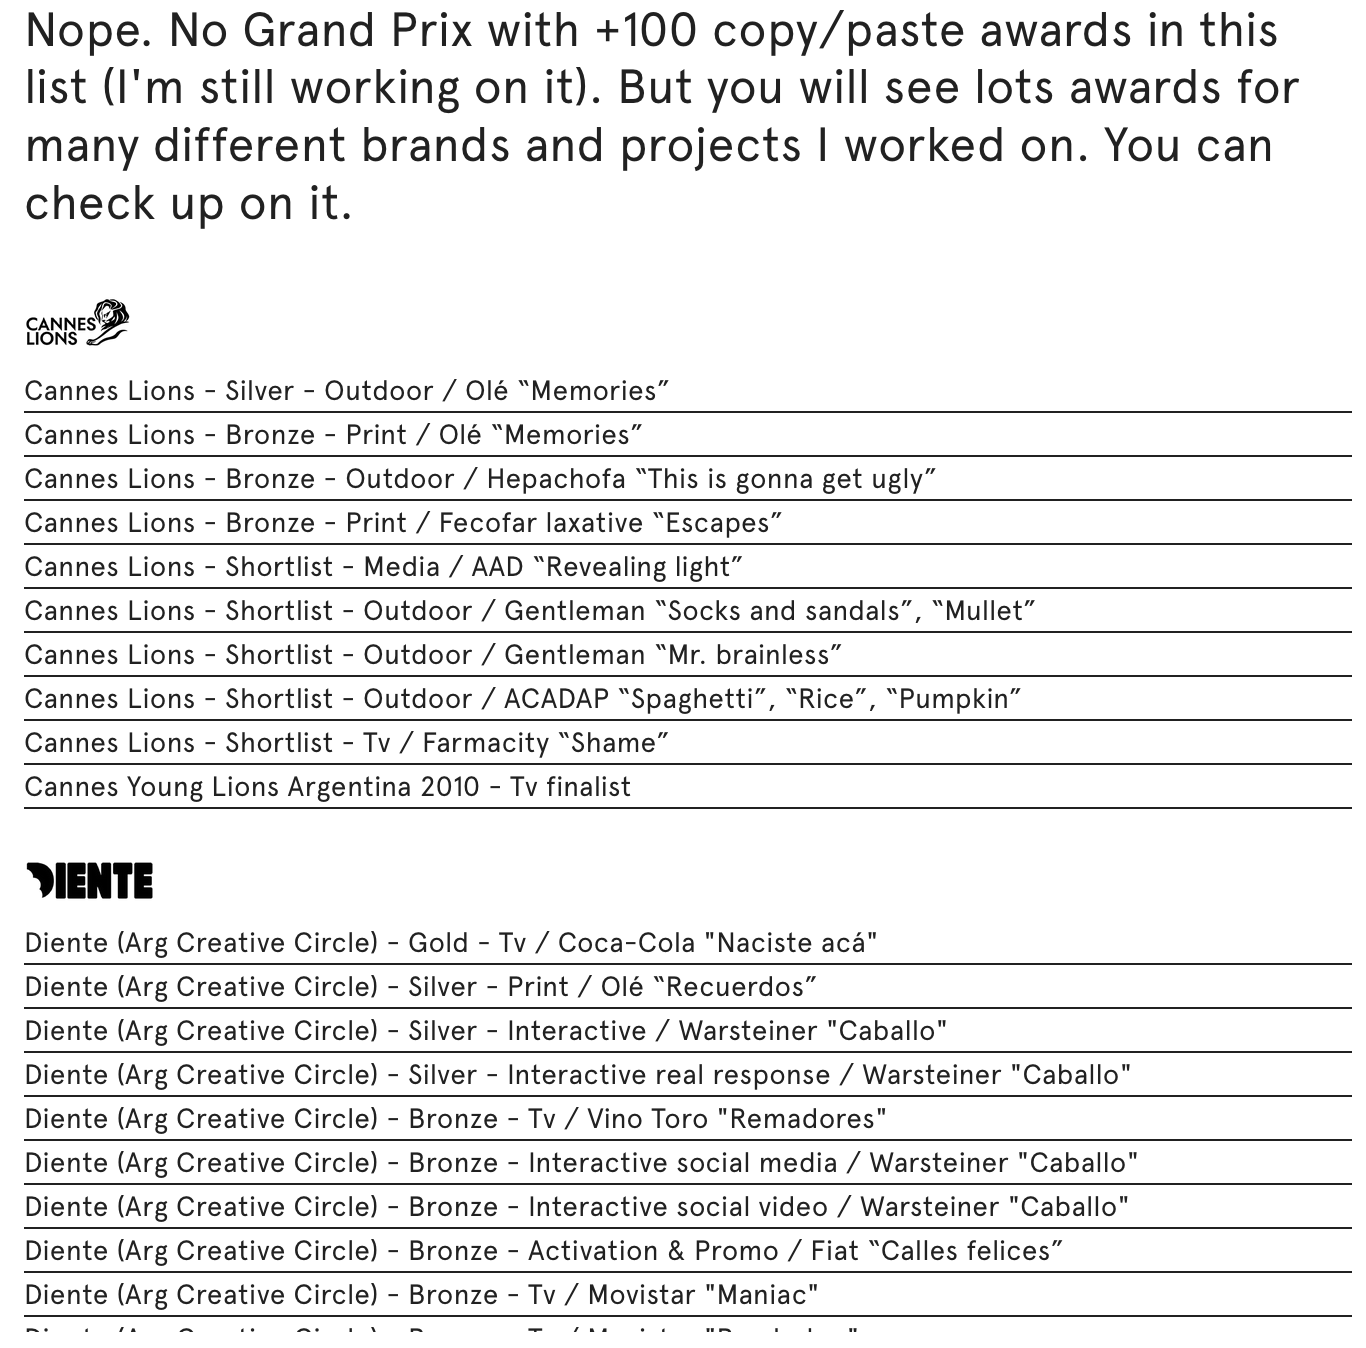 Nope. No Grand Prix with +100 copy/paste awards in this
list (I'm still working on it). But you will see lots awards for
many different brands and projects I worked on. You can
check up on it.
CANNES
LIONS
Cannes Lions - Silver - Outdoor / Olé “Memories”
Cannes Lions - Bronze - Print / Olé “Memories”
Cannes Lions - Bronze - Outdoor / Hepachofa “This is gonna get ugly”
Cannes Lions - Bronze - Print / Fecofar laxative “Escapes”
Cannes Lions - Shortlist - Media / AAD “Revealing light”
Cannes Lions - Shortlist - Outdoor / Gentleman “Socks and sandals”, “Mullet”
Cannes Lions - Shortlist - Outdoor / Gentleman “Mr. brainless”
Cannes Lions - Shortlist - Outdoor / ACADAP “Spaghetti”, “Rice”, “Pumpkin”
Cannes Lions - Shortlist - Tv / Farmacity “Shame”
Cannes Young Lions Argentina 2010 - Tv finalist
DIENTE
Diente (Arg Creative Circle) - Gold - Tv / Coca-Cola "Naciste acá"
Diente (Arg Creative Circle) - Silver - Print / Olé “Recuerdos”
Diente (Arg Creative Circle) - Silver - Interactive / Warsteiner "Caballo"
Diente (Arg Creative Circle) - Silver - Interactive real response / Warsteiner "Caballo"
Diente (Arg Creative Circle) - Bronze - Tv / Vino Toro "Remadores"
Diente (Arg Creative Circle) - Bronze - Interactive social media / Warsteiner "Caballo"
Diente (Arg Creative Circle) - Bronze - Interactive social video / Warsteiner "Caballo"
Diente (Arg Creative Circle) - Bronze - Activation & Promo / Fiat “Calles felices”
Diente (Arg Creative Circle) - Bronze - Tv / Movistar "Maniac"
Diente (Arg Creative Circle) - Bronze - Tv / Movistar